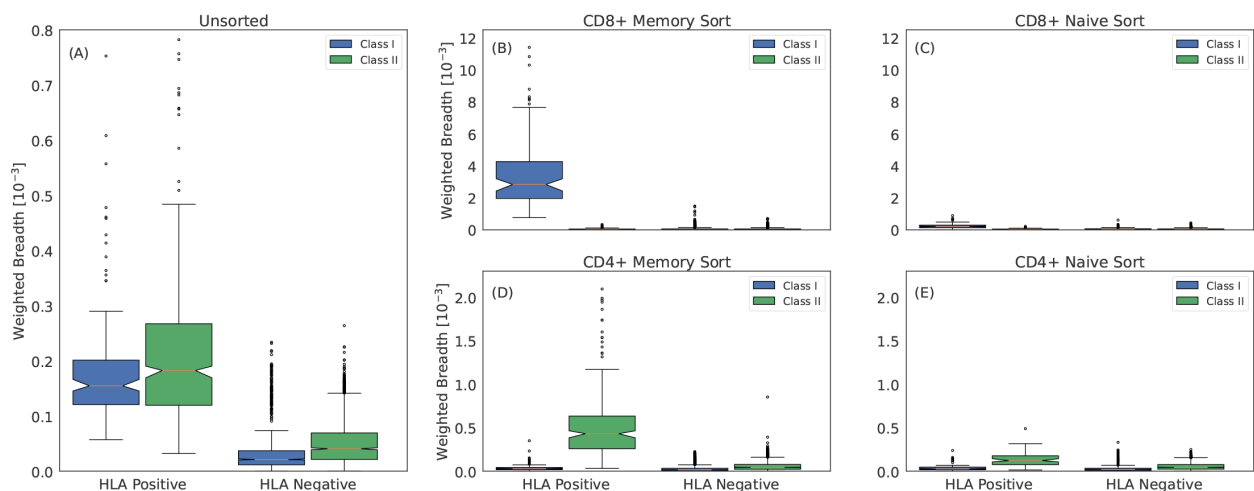 Unsorted
(A)
Class I
Class II
Weighted Breadth [10⁻³]
0.8
0.7
0.6
0.5
0.4
0.3
0.2
0.1
0.0
HLA Positive HLA Negative
CD8+ Memory Sort
(B)
Class I
Class II
Weighted Breadth [10⁻³]
12
10
8
6
4
2
0
CD8+ Naive Sort
(C)
Class I
Class II
12
10
8
6
4
2
0
CD4+ Memory Sort
(D)
Class I
Class II
Weighted Breadth [10⁻³]
2.0
1.5
1.0
0.5
0.0
HLA Positive HLA Negative
CD4+ Naive Sort
(E)
Class I
Class II
2.0
1.5
1.0
0.5
0.0
HLA Positive HLA Negative